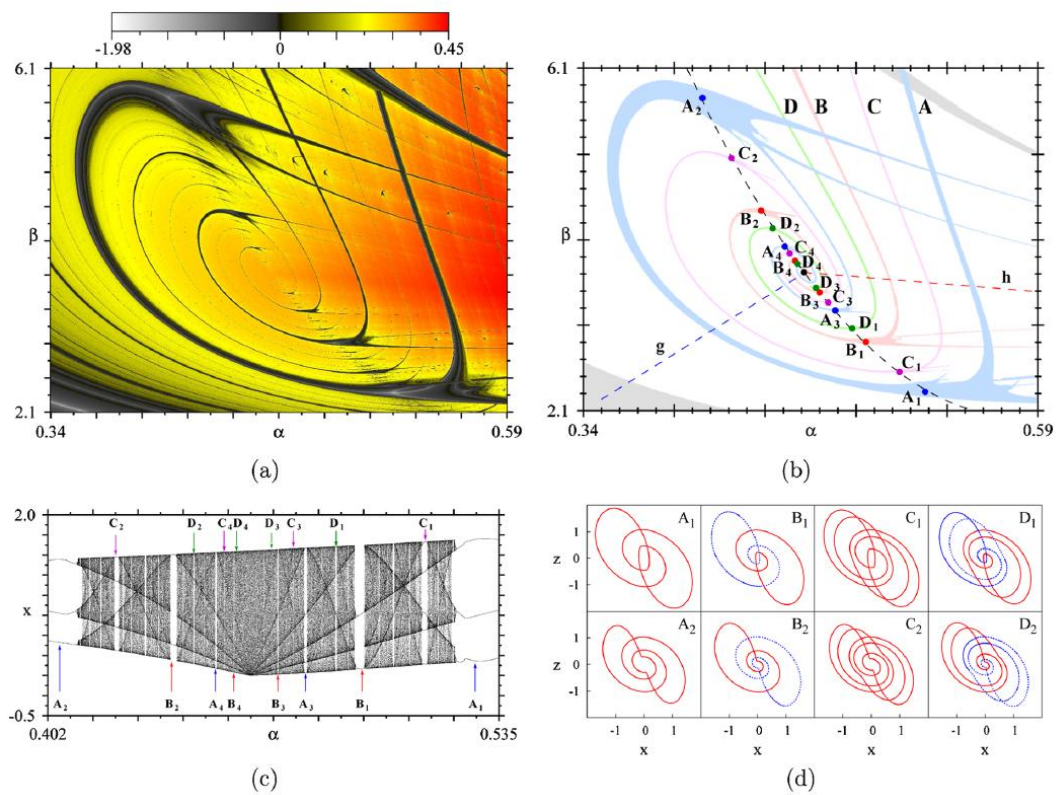 -1.98 0 0.45
6.1
β
2.1
0.34 α 0.59
(a)
6.1
β
2.1
0.34 α 0.59
D B C A
A2
C2
B2 D2
A4 C4
B4 D4
h
D3
B3 C3
A3
D1
g
B1
C1
A1
(b)
2.0
x
-0.5
0.402 α 0.535
C2 D2 C4 D4 D3 C3 D1 C1
A2 B2 A4 B4 B3 A3 B1 A1
(c)
A1 B1 C1 D1
z
1
0
-1
A2 B2 C2 D2
z
1
0
-1
-1 0 1 -1 0 1 -1 0 1 -1 0 1
x x x x
(d)